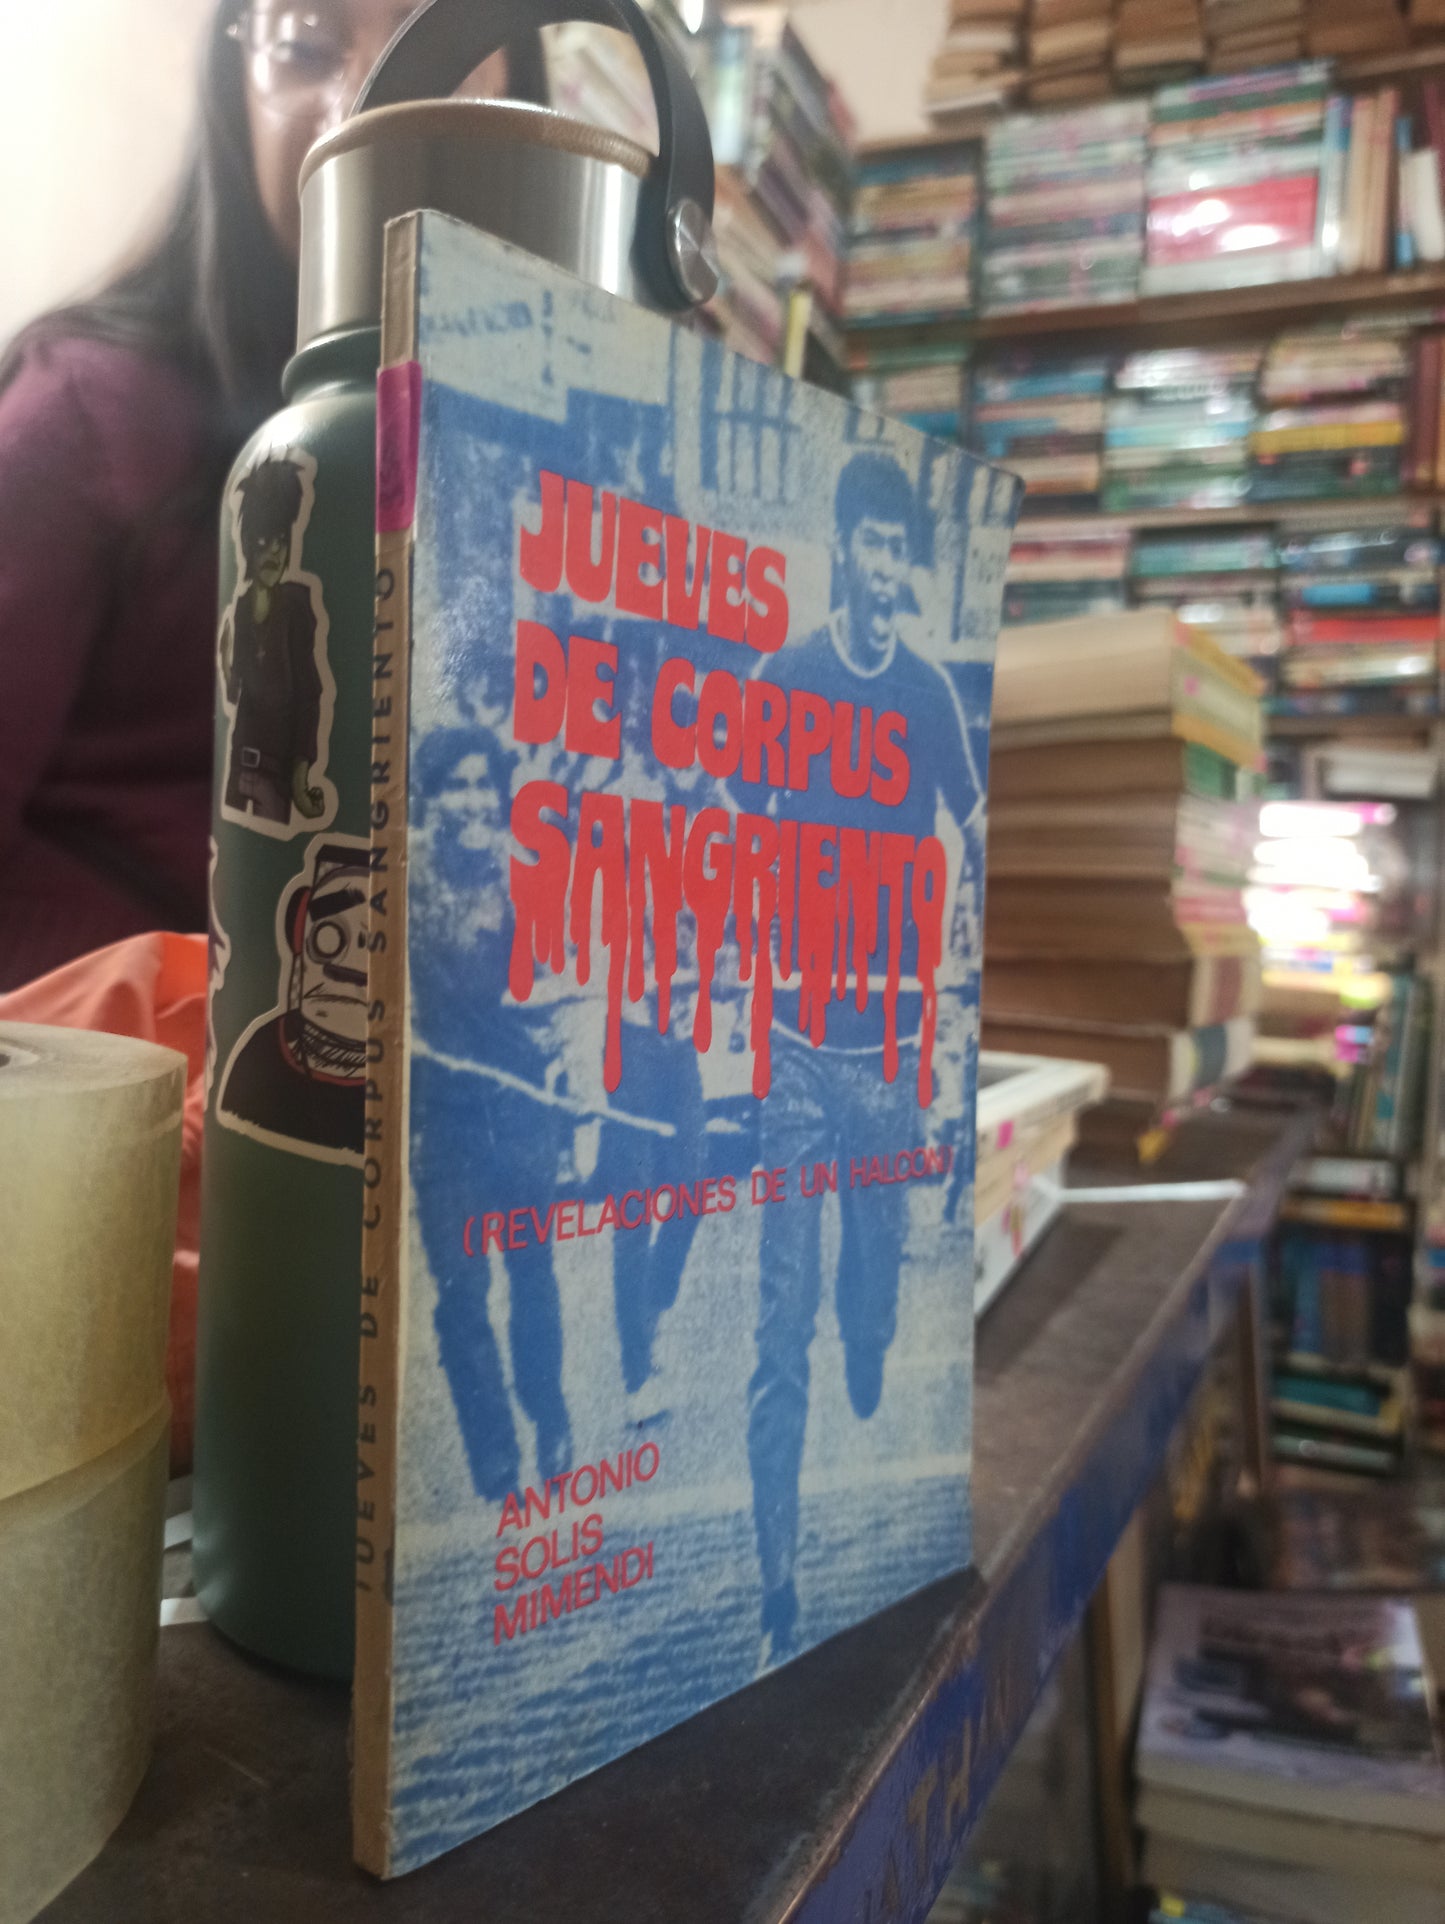 JUEVES
DE CORPUS
SANGRIENTO
(REVELACIONES DE UN HALCON)
ANTONIO
SOLIS
MIMENDI
JUEVES DE CORPUS SANGRIENTO